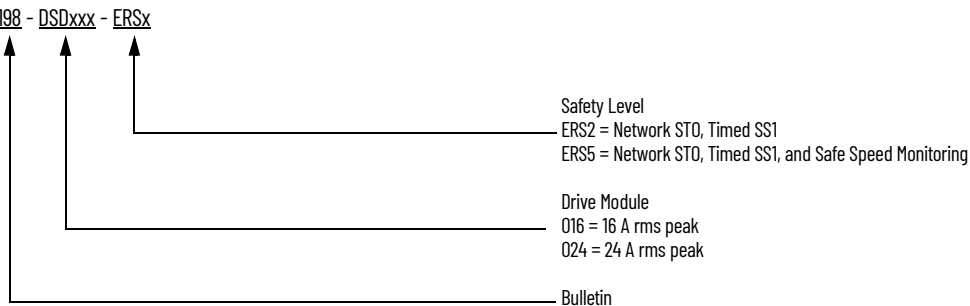 198 - DSDxxx - ERSx
Safety Level
ERS2 = Network STO, Timed SS1
ERS5 = Network STO, Timed SS1, and Safe Speed Monitoring
Drive Module
016 = 16 A rms peak
024 = 24 A rms peak
Bulletin